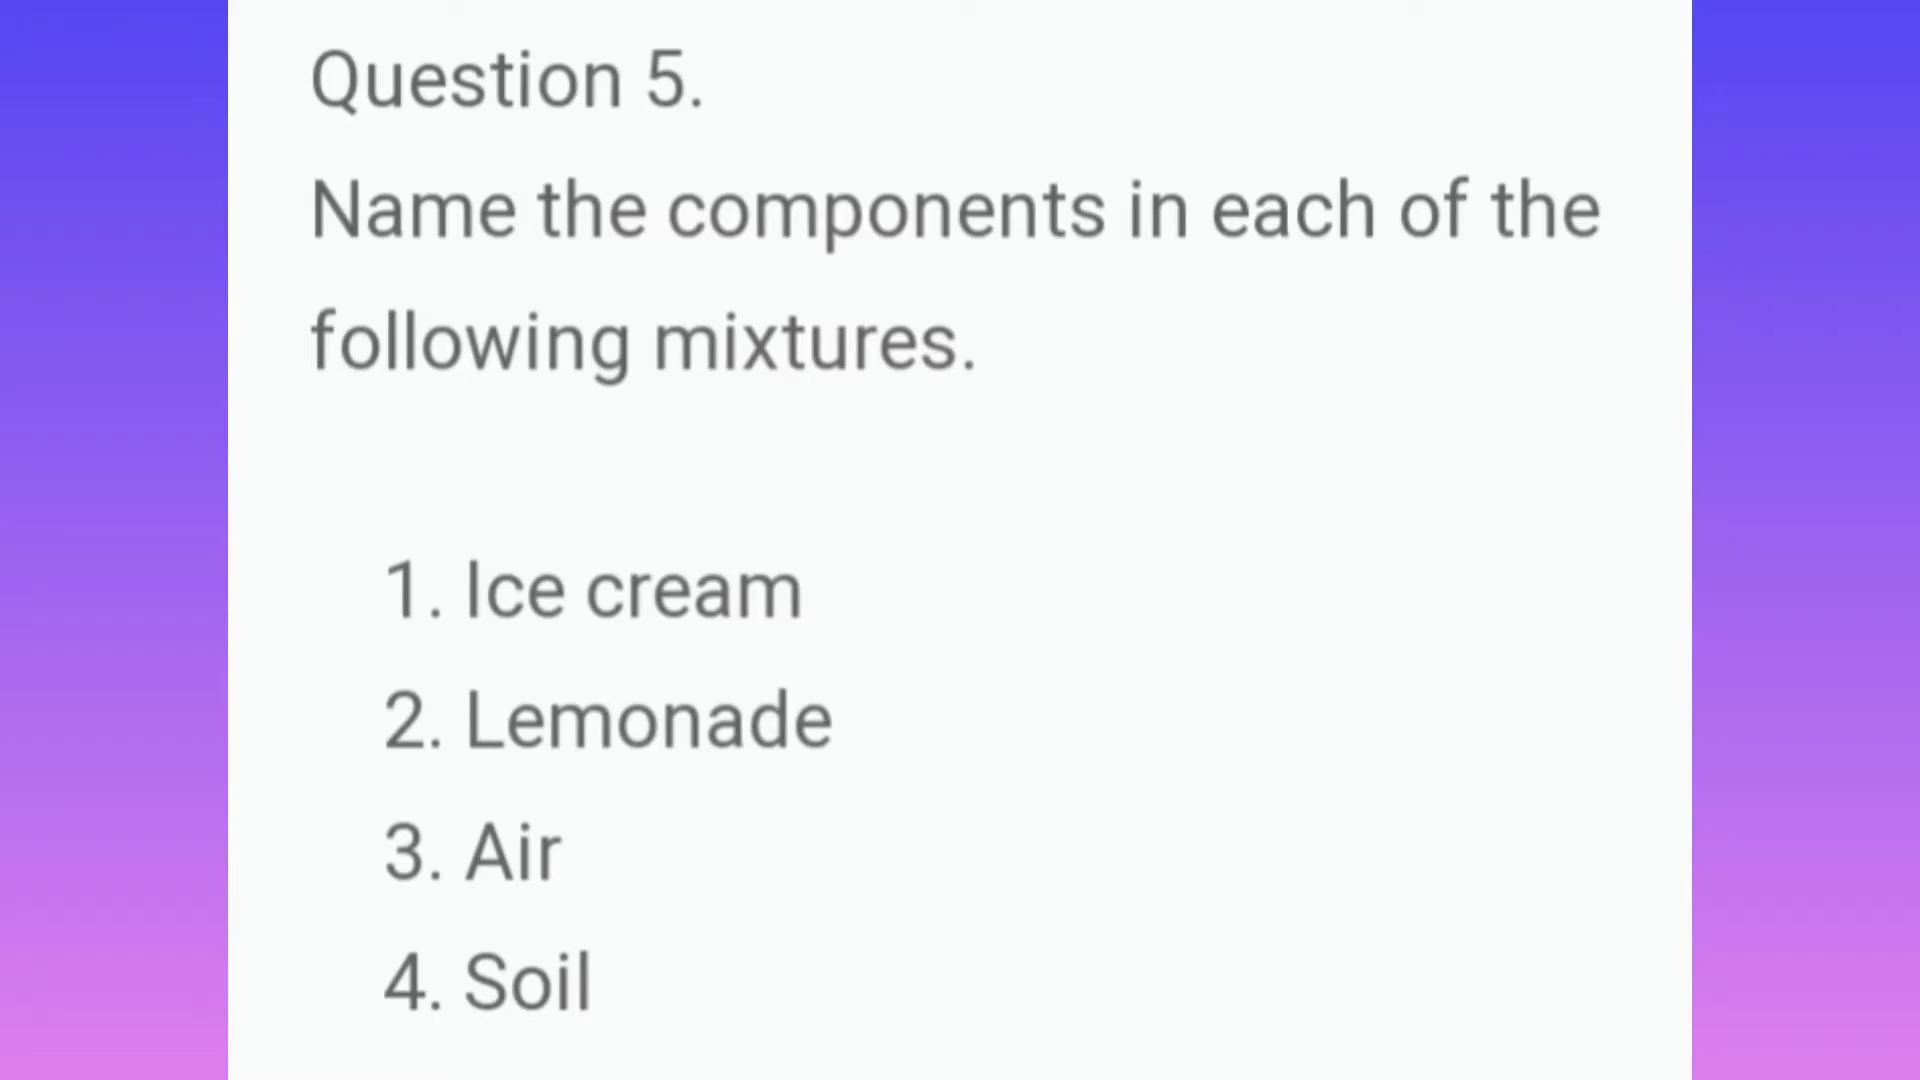 Question 5.
Name the components in each of the
following mixtures.
1. Ice cream
2. Lemonade
3. Air
4. Soil